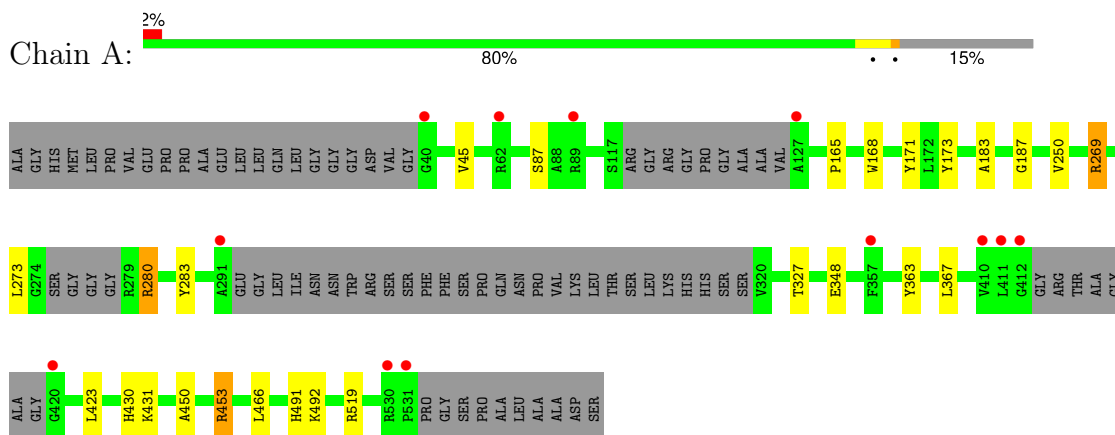 2%
Chain A:
80%
•
•
15%
ALA GLY HIS MET LEU PRO VAL GLU PRO PRO ALA GLU LEU LEU GLN LEU GLY GLY GLY ASP VAL GLY G40 V45 R62 S87 A88 R89 S117 ARG GLY ARG GLY PRO GLY ALA ALA VAL A127 P165 W168 Y171 L172 Y173 A183 G187 V250 R269
L273 G274 SER GLY GLY GLY R279 R280 Y283 A291 GLU GLY LEU ILE ASN ASN TRP ARG SER SER PHE PHE PRO SER GLN ASN PRO VAL LYS LEU THR SER LEU LYS HIS HIS SER SER V320 T327 E348 F357 Y363 L367 V410 L411 G412 GLY ARG THR ALA GLY
ALA GLY G420 L423 H430 K431 A450 R453 L466 H491 K492 R519 R530 P531 PRO GLY SER PRO ALA LEU ALA ALA ASP SER